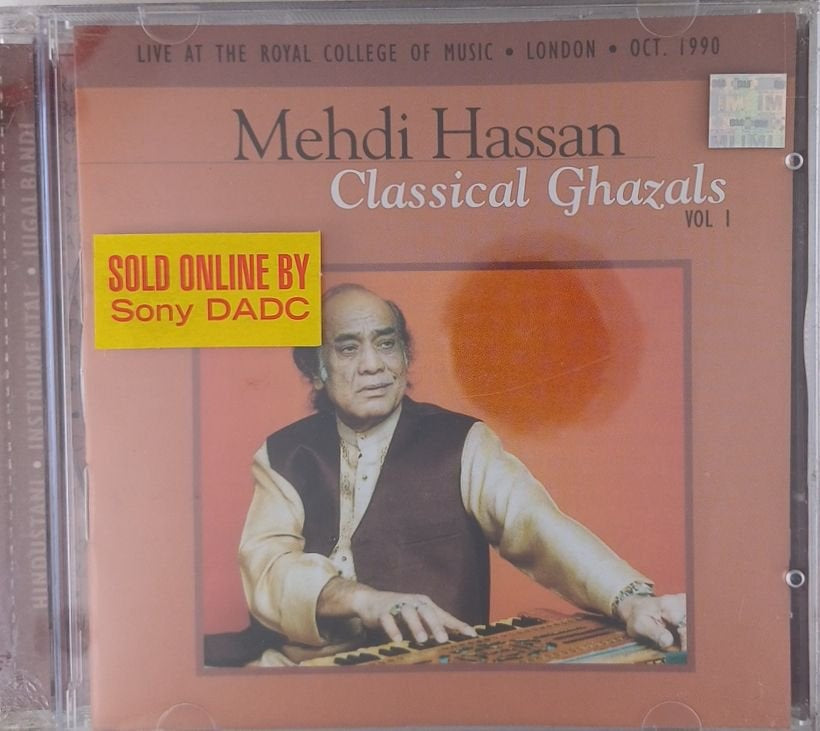 LIVE AT THE ROYAL COLLEGE OF MUSIC • LONDON • OCT. 1990
Mehdi Hassan
Classical Ghazals
VOL I
SOLD ONLINE BY
Sony DADC
HINDUSTANI • INSTRUMENTAL • JUGALBANDI